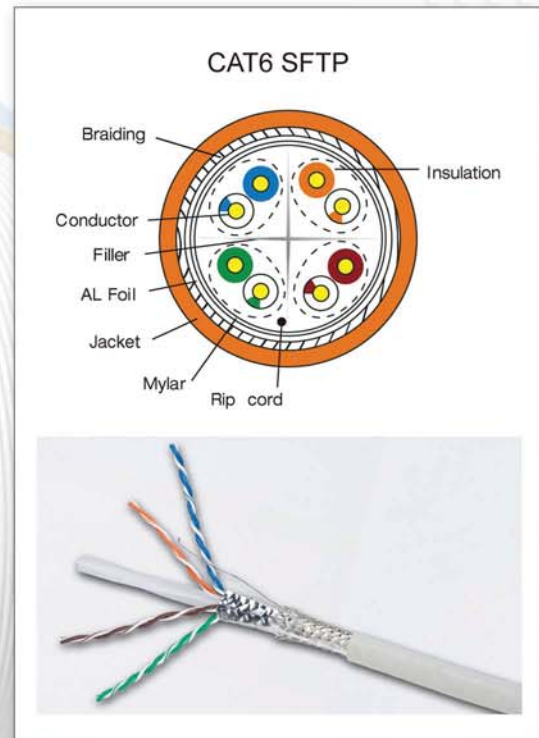 CAT6 SFTP
Braiding
Insulation
Conductor
Filler
AL Foil
Jacket
Mylar
Rip cord